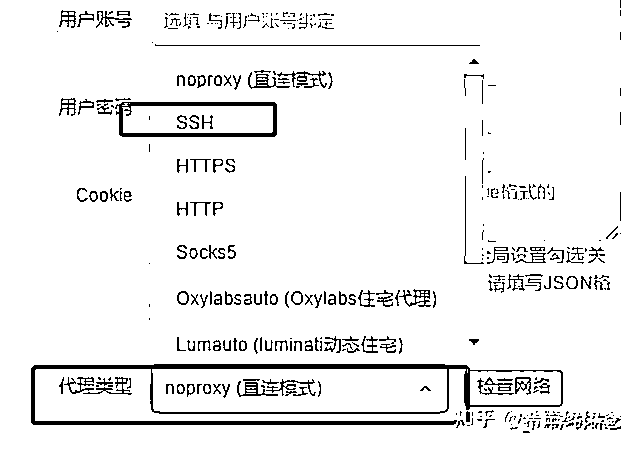 用户账号 选填 与用户账号绑定
noproxy (直连模式)
用户密码
SSH
HTTPS
Cookie
式的
HTTP
Socks5
局设置勾选'关
请填写JSON格
Oxylabsauto (Oxylabs住宅代理)
Lumauto (luminati动态住宅)
代理类型 noproxy (直连模式) 检查网络
知乎